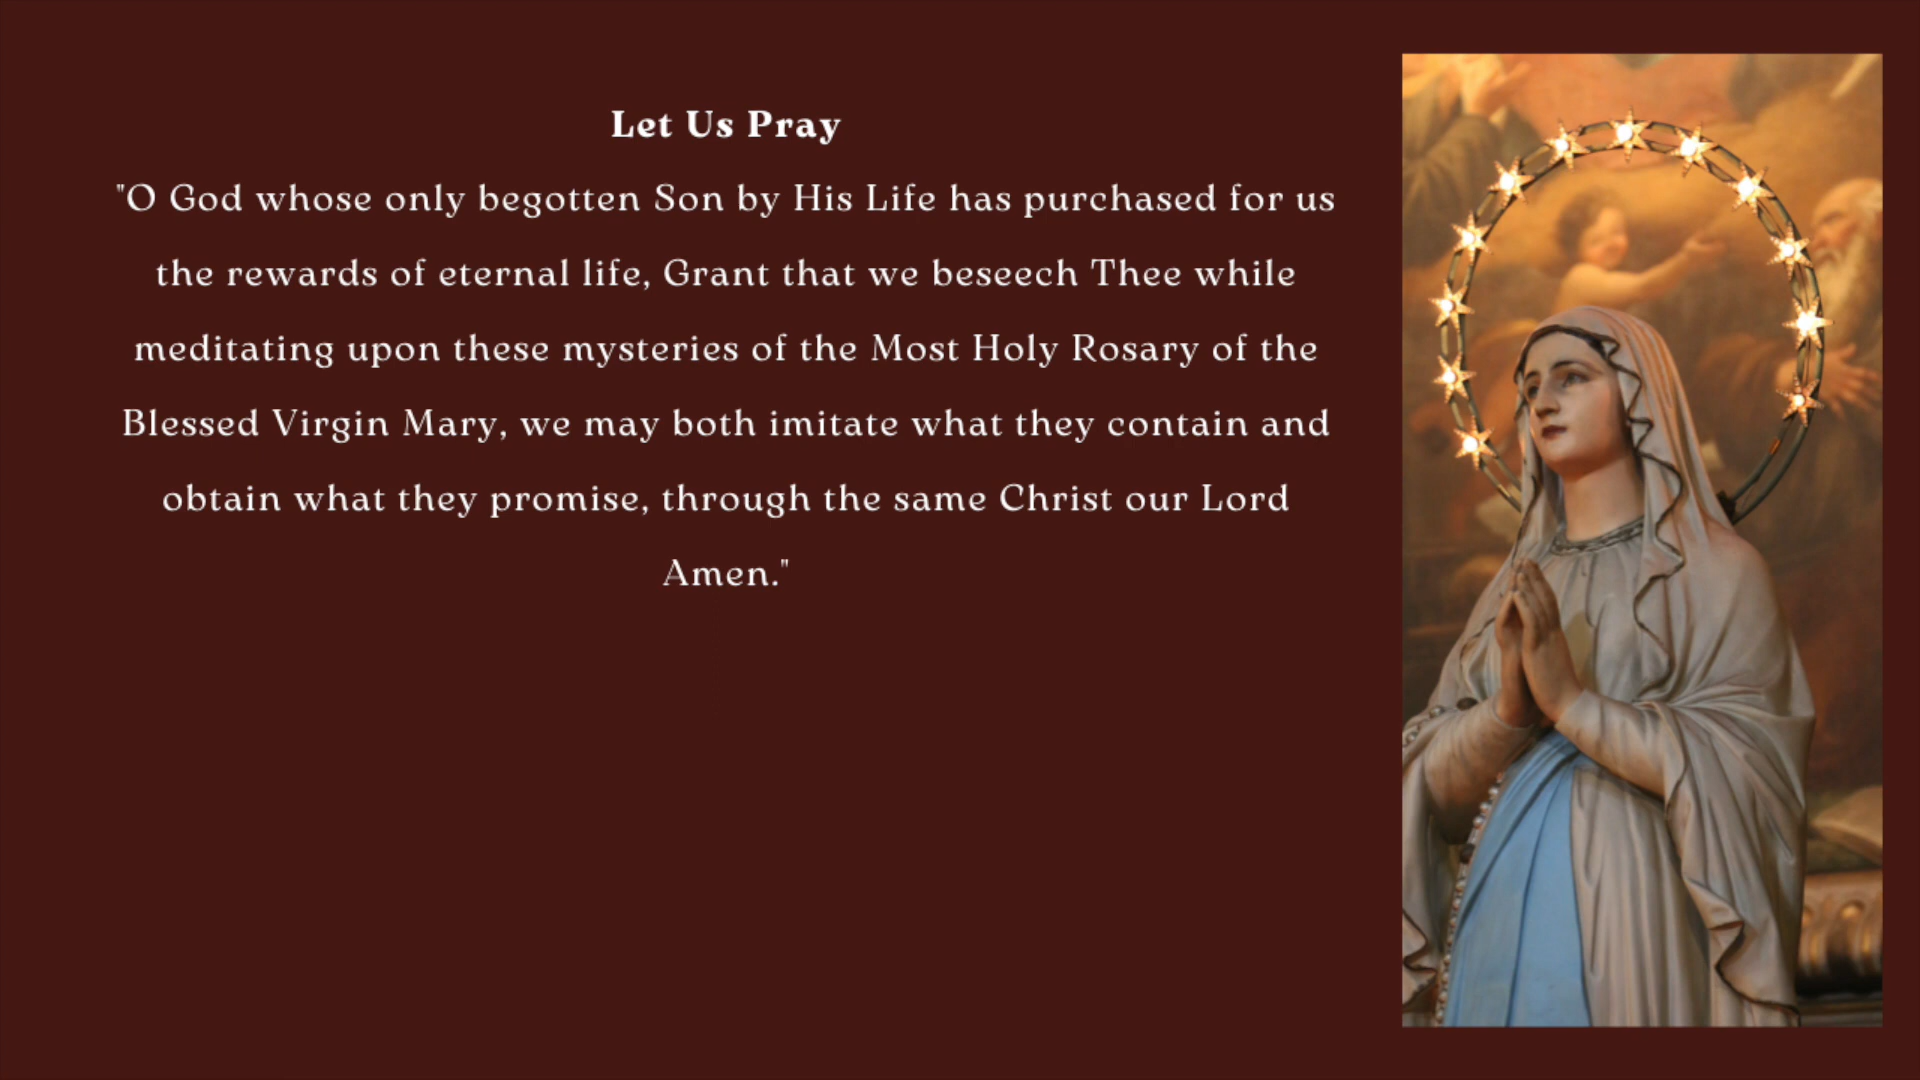 Let Us Pray
"O God whose only begotten Son by His Life has purchased for us
the rewards of eternal life, Grant that we beseech Thee while
meditating upon these mysteries of the Most Holy Rosary of the
Blessed Virgin Mary, we may both imitate what they contain and
obtain what they promise, through the same Christ our Lord
Amen."